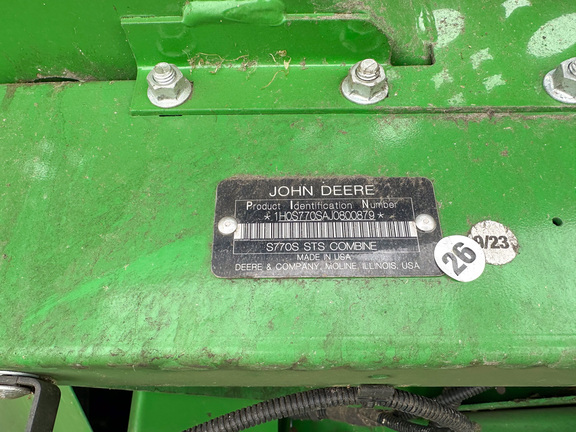 JOHN DEERE
Product Identification Number
*1H0S770SAJ0800879*
S770S STS COMBINE
MADE IN USA
DEERE & COMPANY, MOLINE, ILLINOIS, USA
26
9/23